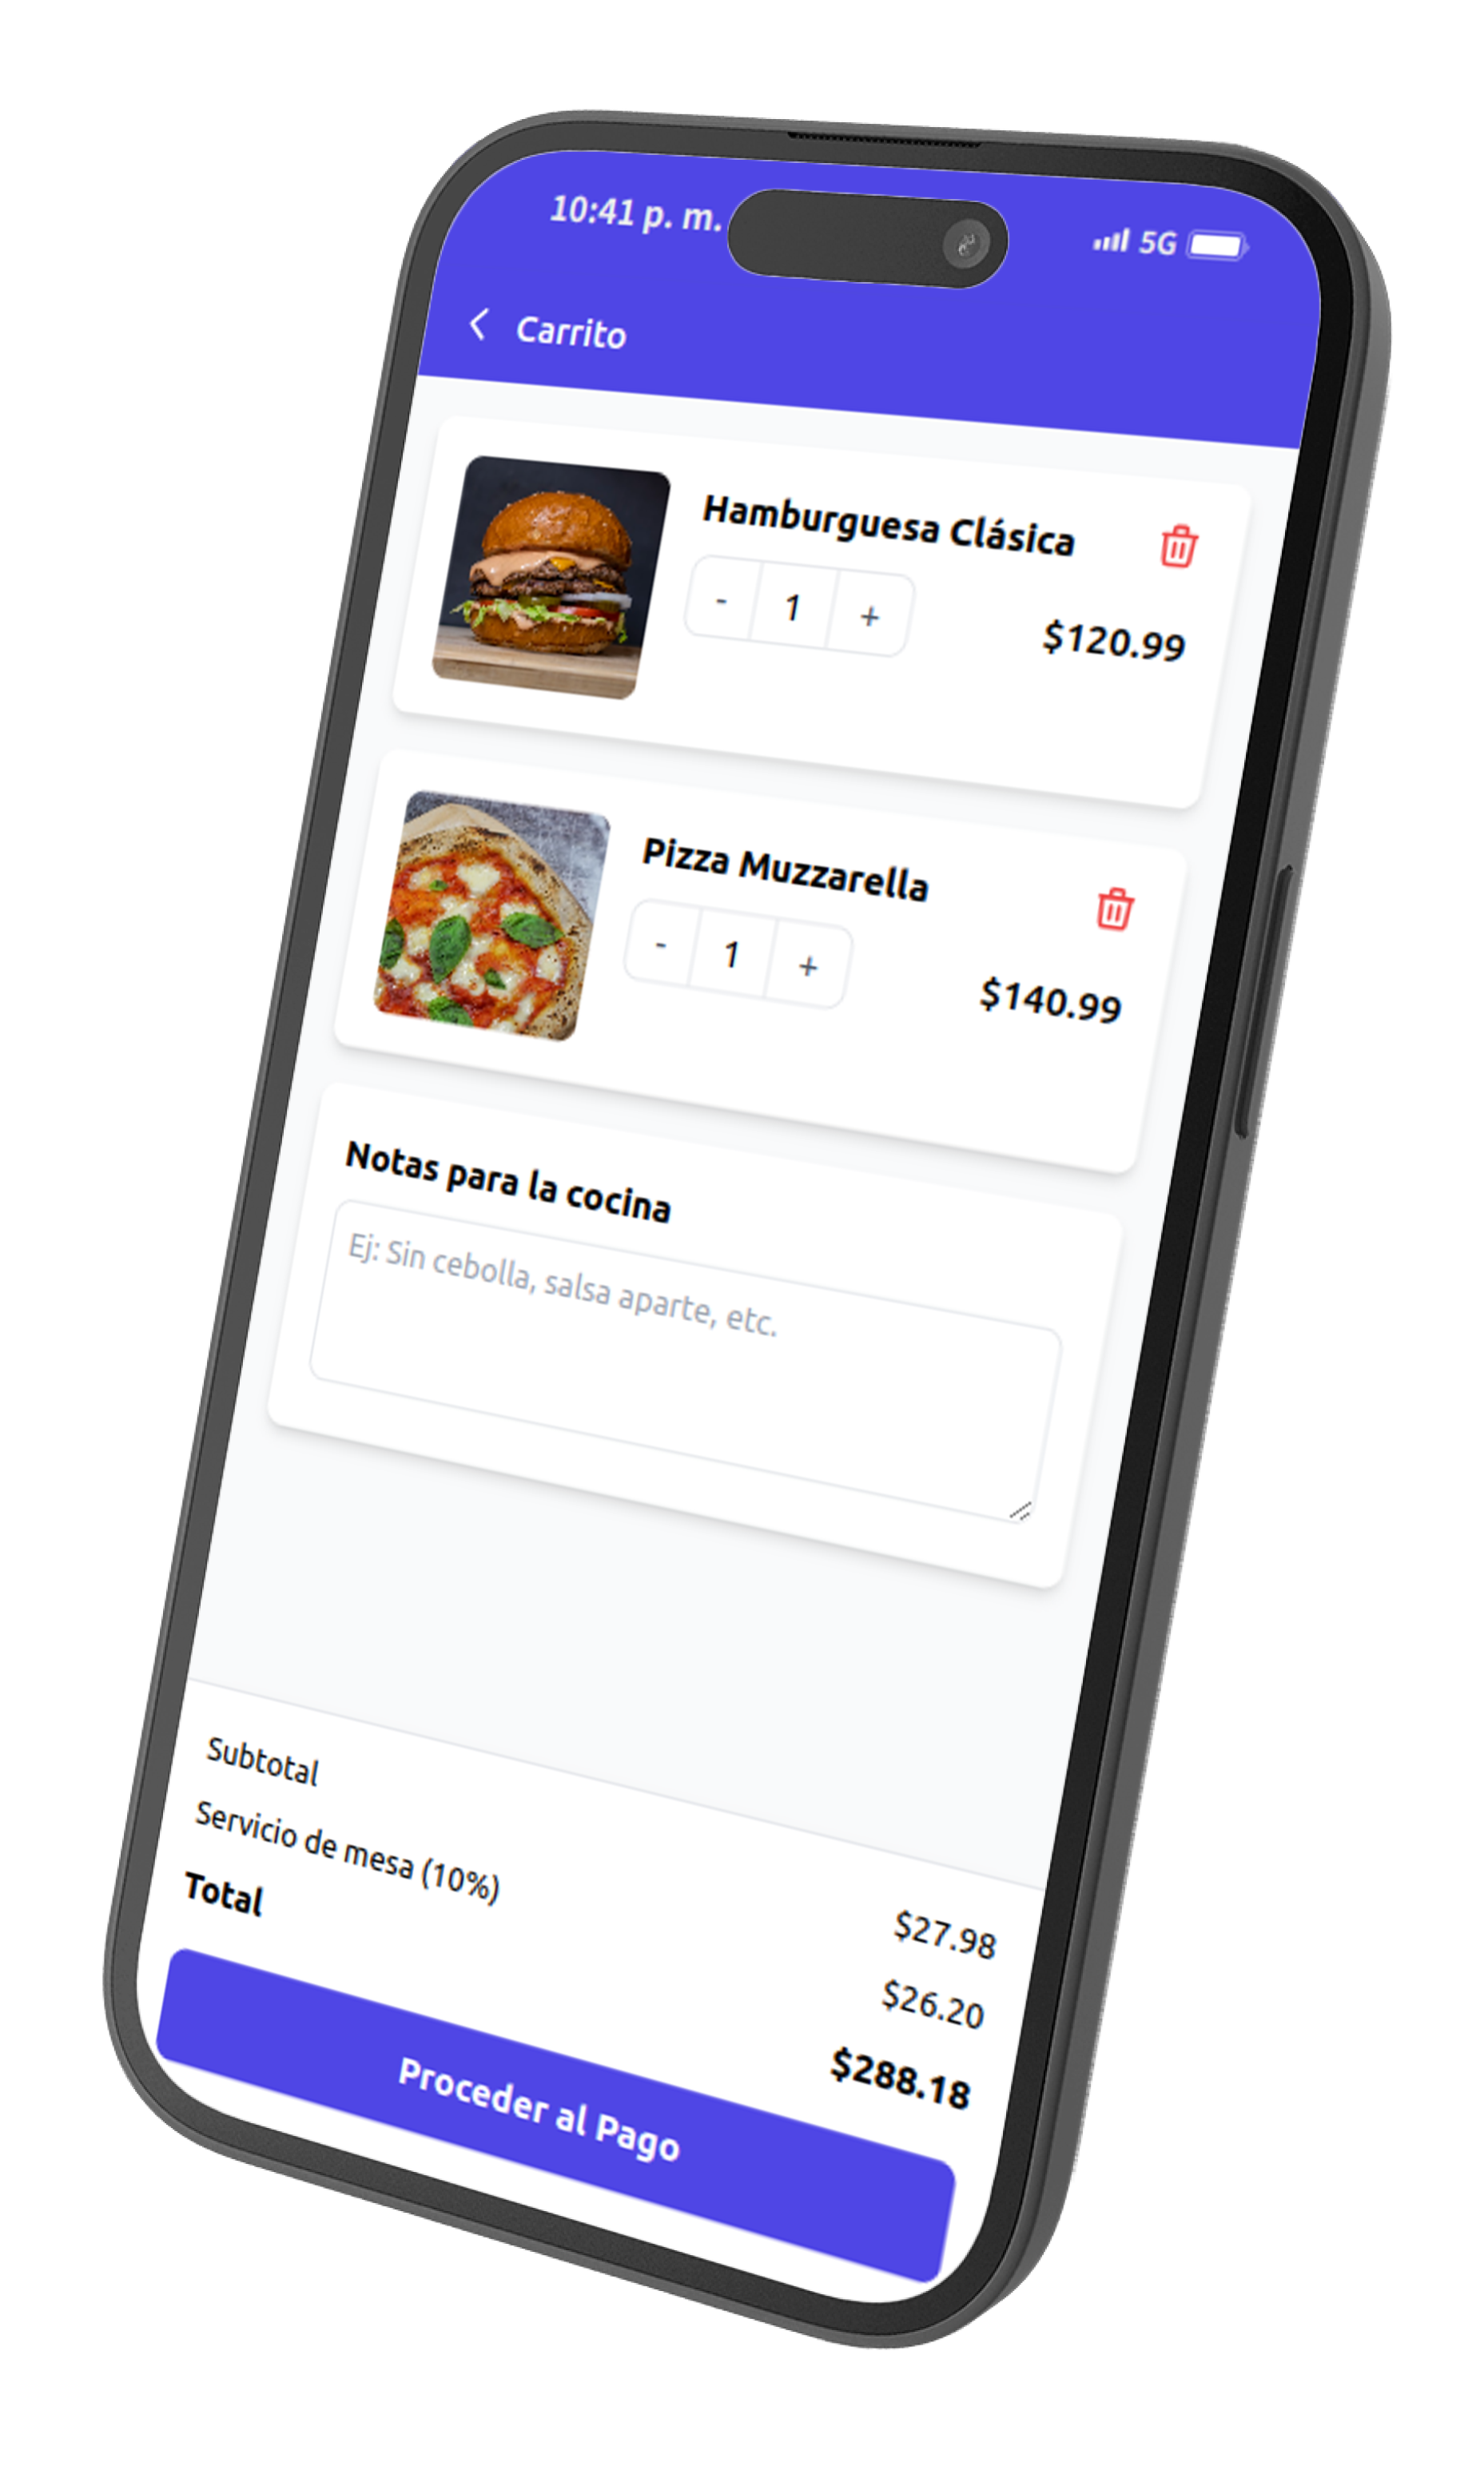 10:41 p. m.
5G
Carrito
Hamburguesa Clásica
- 1 +
$120.99
Pizza Muzzarella
- 1 +
$140.99
Notas para la cocina
Ej: Sin cebolla, salsa aparte, etc.
Subtotal
$27.98
Servicio de mesa (10%)
$26.20
Total
$288.18
Proceder al Pago